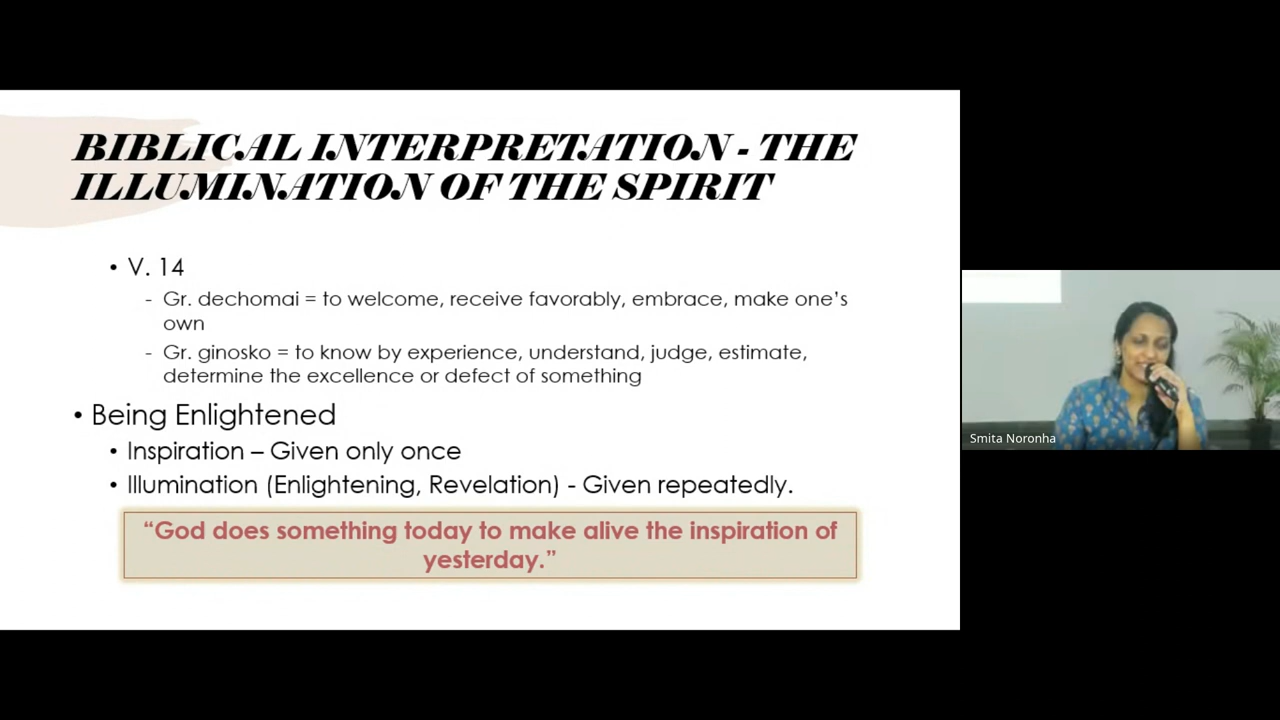 BIBLICAL INTERPRETATION - THE
ILLUMINATION OF THE SPIRIT
• V. 14
- Gr. dechomai = to welcome, receive favorably, embrace, make one’s
own
- Gr. ginosko = to know by experience, understand, judge, estimate,
determine the excellence or defect of something
• Being Enlightened
• Inspiration – Given only once
• Illumination (Enlightening, Revelation) - Given repeatedly.
“God does something today to make alive the inspiration of
yesterday.”
Smita Noronha